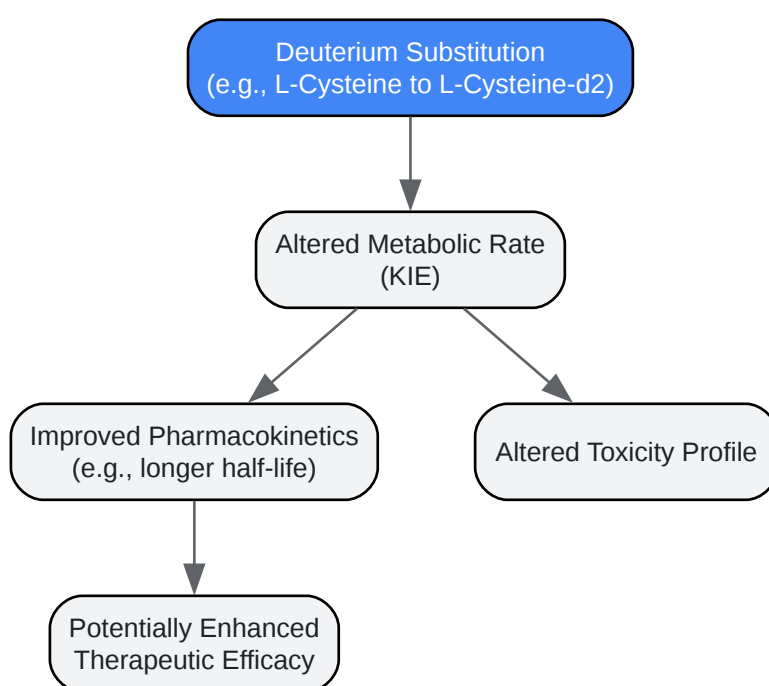 Deuterium Substitution
(e.g., L-Cysteine to L-Cysteine-d2)
Altered Metabolic Rate
(KIE)
Improved Pharmacokinetics
(e.g., longer half-life)
Altered Toxicity Profile
Potentially Enhanced
Therapeutic Efficacy